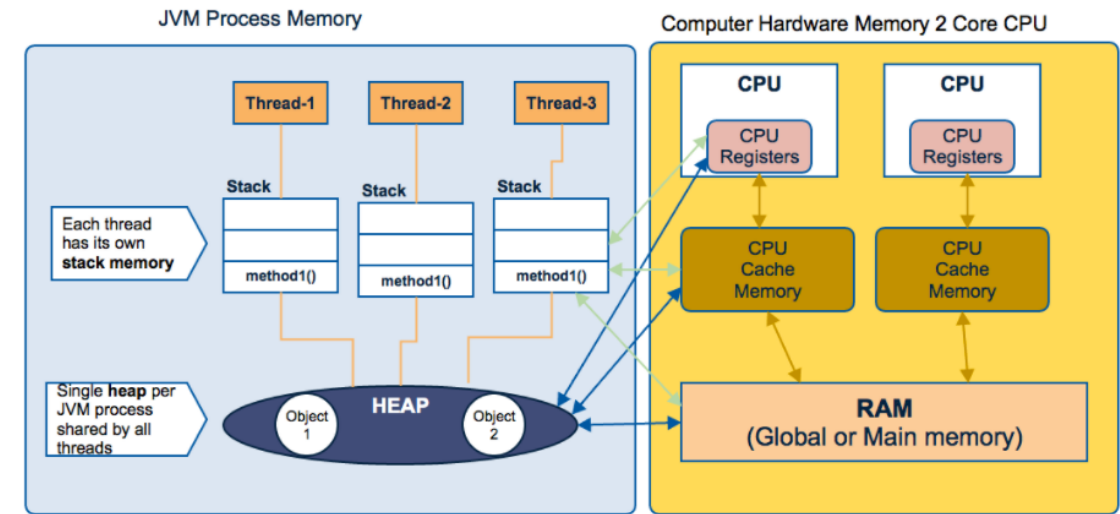 JVM Process Memory
Computer Hardware Memory 2 Core CPU
Thread-1
Thread-2
Thread-3
CPU
CPU
CPU
Registers
CPU
Registers
Stack
Stack
Stack
Each thread
has its own
stack memory
method1()
method1()
method1()
CPU
Cache
Memory
CPU
Cache
Memory
Single heap per
JVM process
shared by all
threads
HEAP
Object
1
Object
2
RAM
(Global or Main memory)